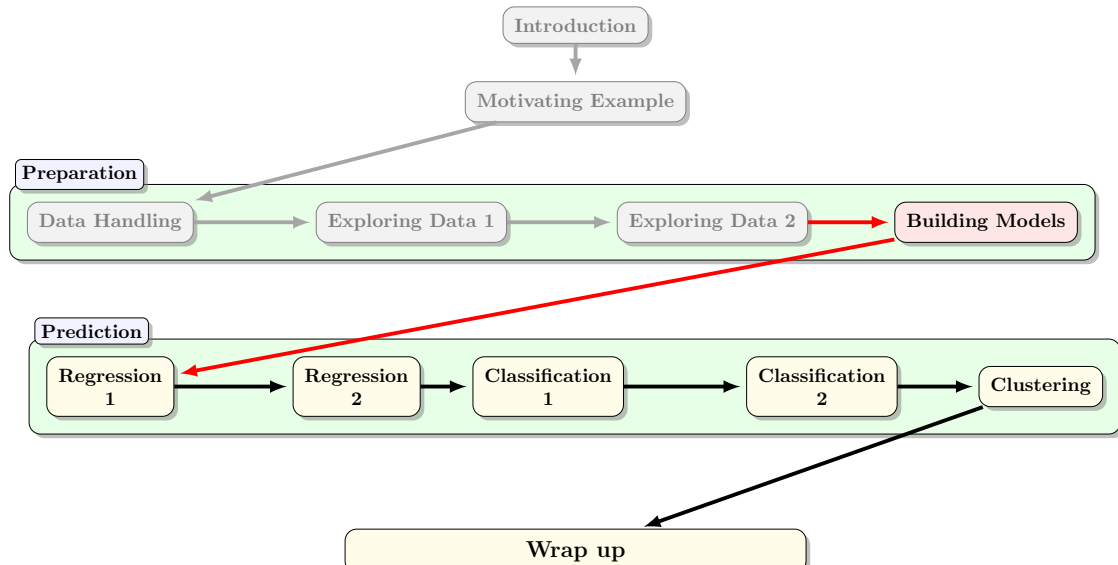 Introduction
Motivating Example
Preparation
Data Handling
Exploring Data 1
Exploring Data 2
Building Models
Prediction
Regression
1
Regression
2
Classification
1
Classification
2
Clustering
Wrap up